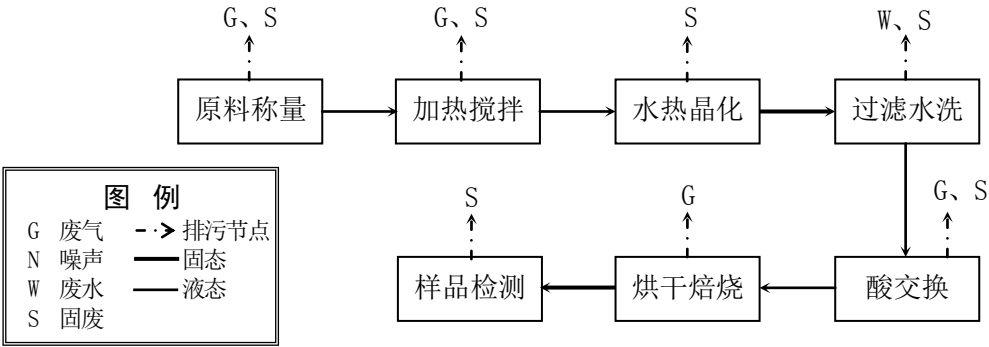 G、S
G、S
S
W、S
原料称量
加热搅拌
水热晶化
过滤水洗
图 例
G 废气
排污节点
N 噪声
固态
W 废水
液态
S 固废
S
G
G、S
样品检测
烘干焙烧
酸交换